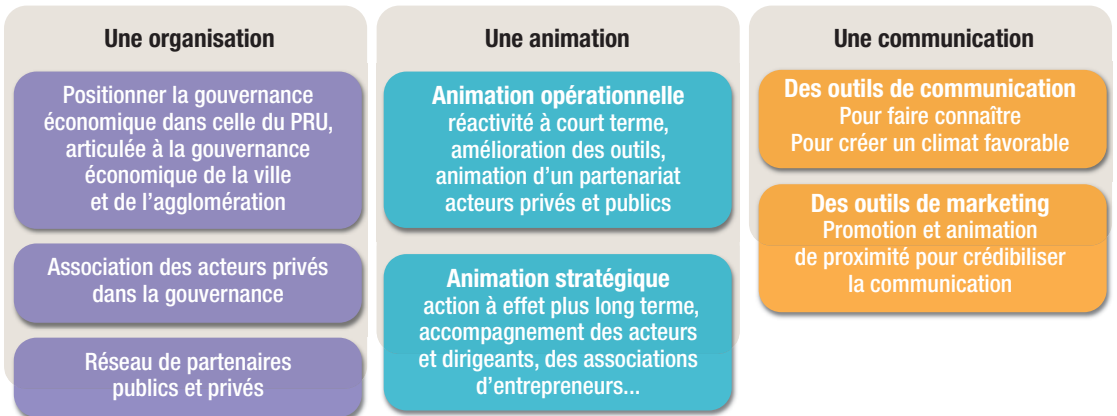 Une organisation
Positionner la gouvernance
économique dans celle du PRU,
articulée à la gouvernance
économique de la ville
et de l'agglomération
Association des acteurs privés
dans la gouvernance
Réseau de partenaires
publics et privés
Une animation
Animation opérationnelle
réactivité à court terme,
amélioration des outils,
animation d'un partenariat
acteurs privés et publics
Animation stratégique
action à effet plus long terme,
accompagnement des acteurs
et dirigeants, des associations
d'entrepreneurs...
Une communication
Des outils de communication
Pour faire connaître
Pour créer un climat favorable
Des outils de marketing
Promotion et animation
de proximité pour crédibiliser
la communication